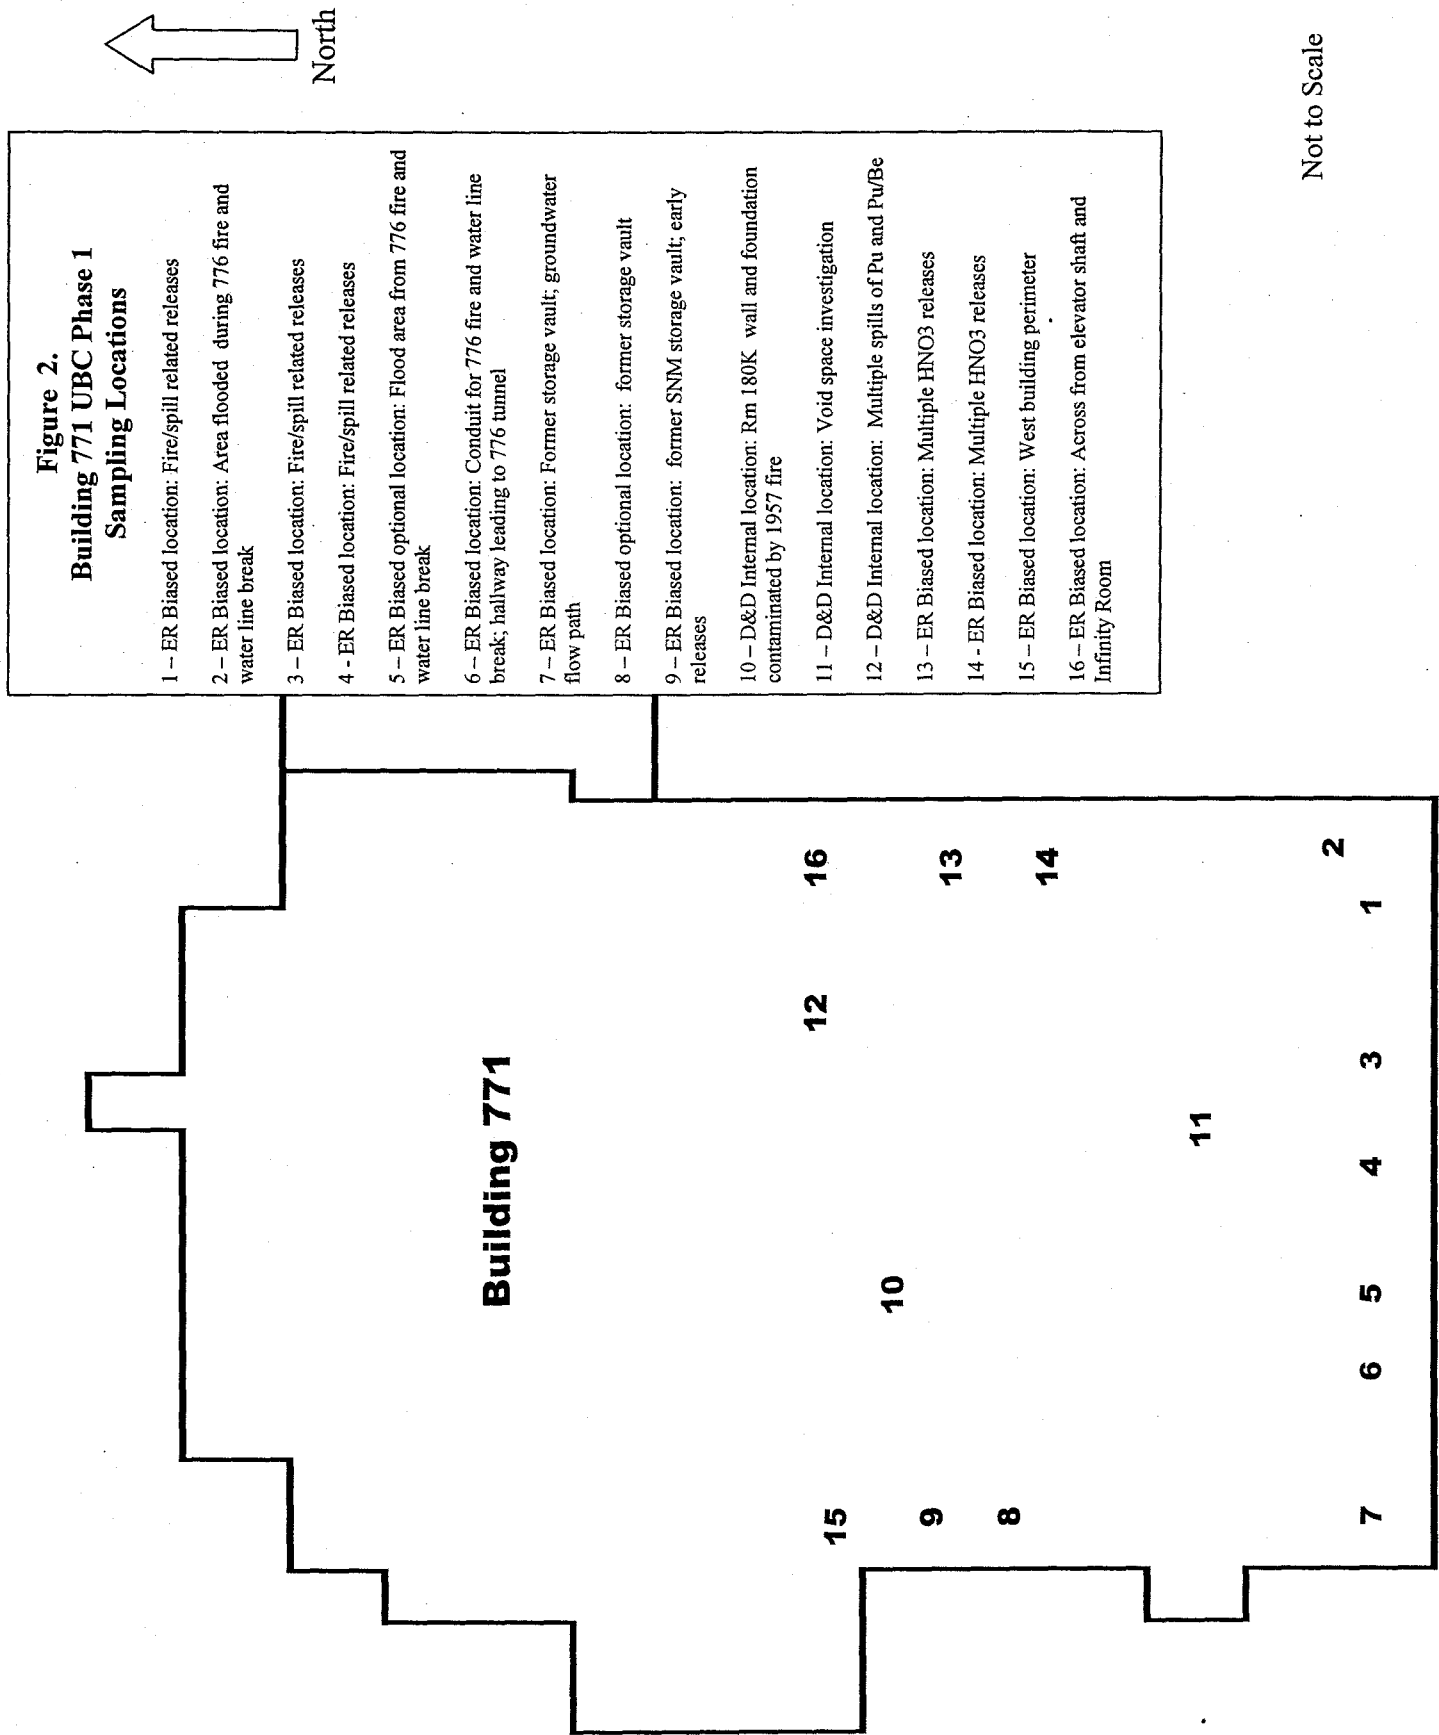 Figure 2.
Building 771 UBC Phase 1
Sampling Locations
1 – ER Biased location: Fire/spill related releases
2 – ER Biased location: Area flooded during 776 fire and
water line break
3 – ER Biased location: Fire/spill related releases
4 - ER Biased location: Fire/spill related releases
5 – ER Biased optional location: Flood area from 776 fire and
water line break
6 – ER Biased location: Conduit for 776 fire and water line
break; hallway leading to 776 tunnel
7 – ER Biased location: Former storage vault; groundwater
flow path
8 – ER Biased optional location: former storage vault
9 – ER Biased location: former SNM storage vault; early
releases
10 – D&D Internal location: Rm 180K wall and foundation
contaminated by 1957 fire
11 – D&D Internal location: Void space investigation
12 – D&D Internal location: Multiple spills of Pu and Pu/Be
13 – ER Biased location: Multiple HNO3 releases
14 - ER Biased location: Multiple HNO3 releases
15 – ER Biased location: West building perimeter
16 – ER Biased location: Across from elevator shaft and
Infinity Room
North
Not to Scale
Building 771
15
9
8
7
10
6
5
4
11
3
12
1
16
13
14
2